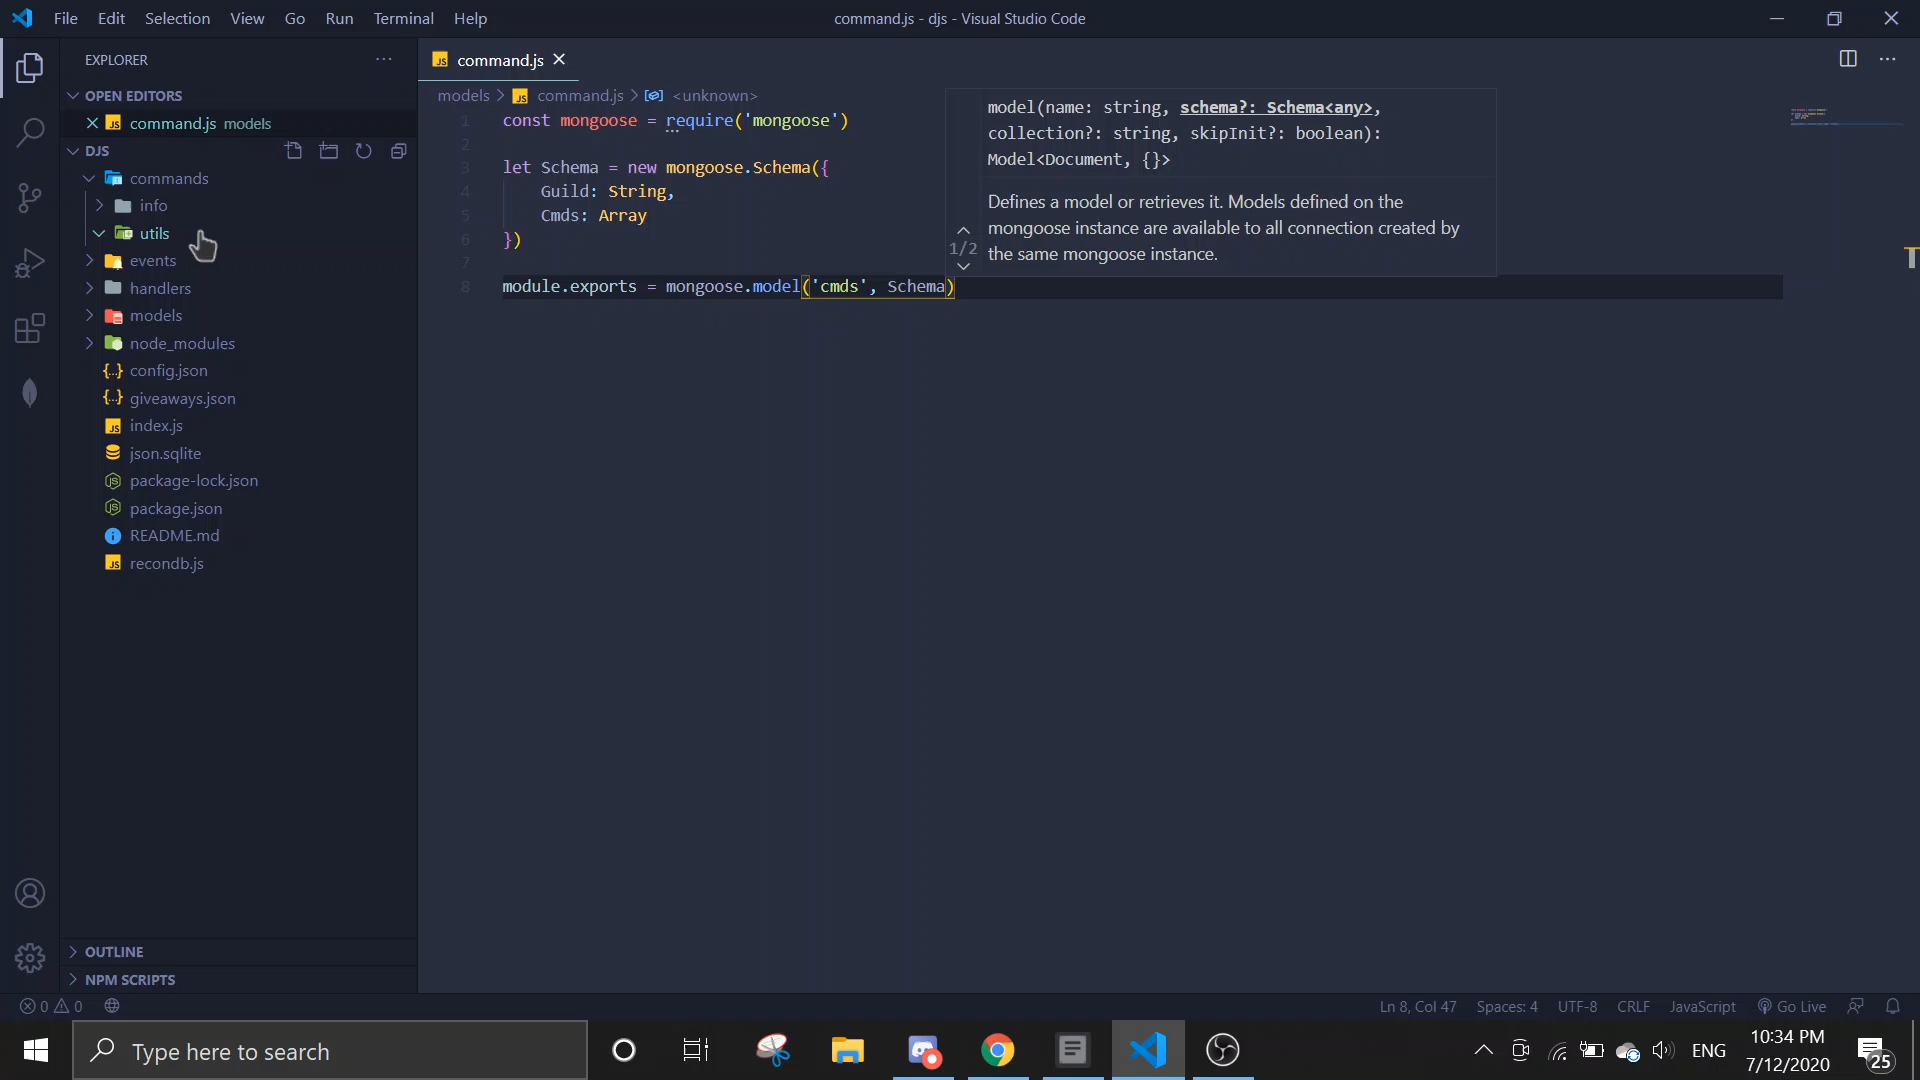 File Edit Selection View Go Run Terminal Help
command.js - djs - Visual Studio Code
EXPLORER
OPEN EDITORS
command.js models
DJS
commands
info
utils
events
handlers
models
node_modules
config.json
giveaways.json
index.js
json.sqlite
package-lock.json
package.json
README.md
recondb.js
OUTLINE
NPM SCRIPTS
command.js
models > command.js > <unknown>
1 const mongoose = require('mongoose')
2
3 let Schema = new mongoose.Schema({
4 Guild: String,
5 Cmds: Array
6 })
7
8 module.exports = mongoose.model('cmds', Schema)
model(name: string, schema?: Schema<any>,
collection?: string, skipInit?: boolean):
Model<Document, {}>
1/2
Defines a model or retrieves it. Models defined on the
mongoose instance are available to all connection created by
the same mongoose instance.
0 0
Ln 8, Col 47 Spaces: 4 UTF-8 CRLF JavaScript Go Live
Type here to search
ENG
10:34 PM
7/12/2020
25